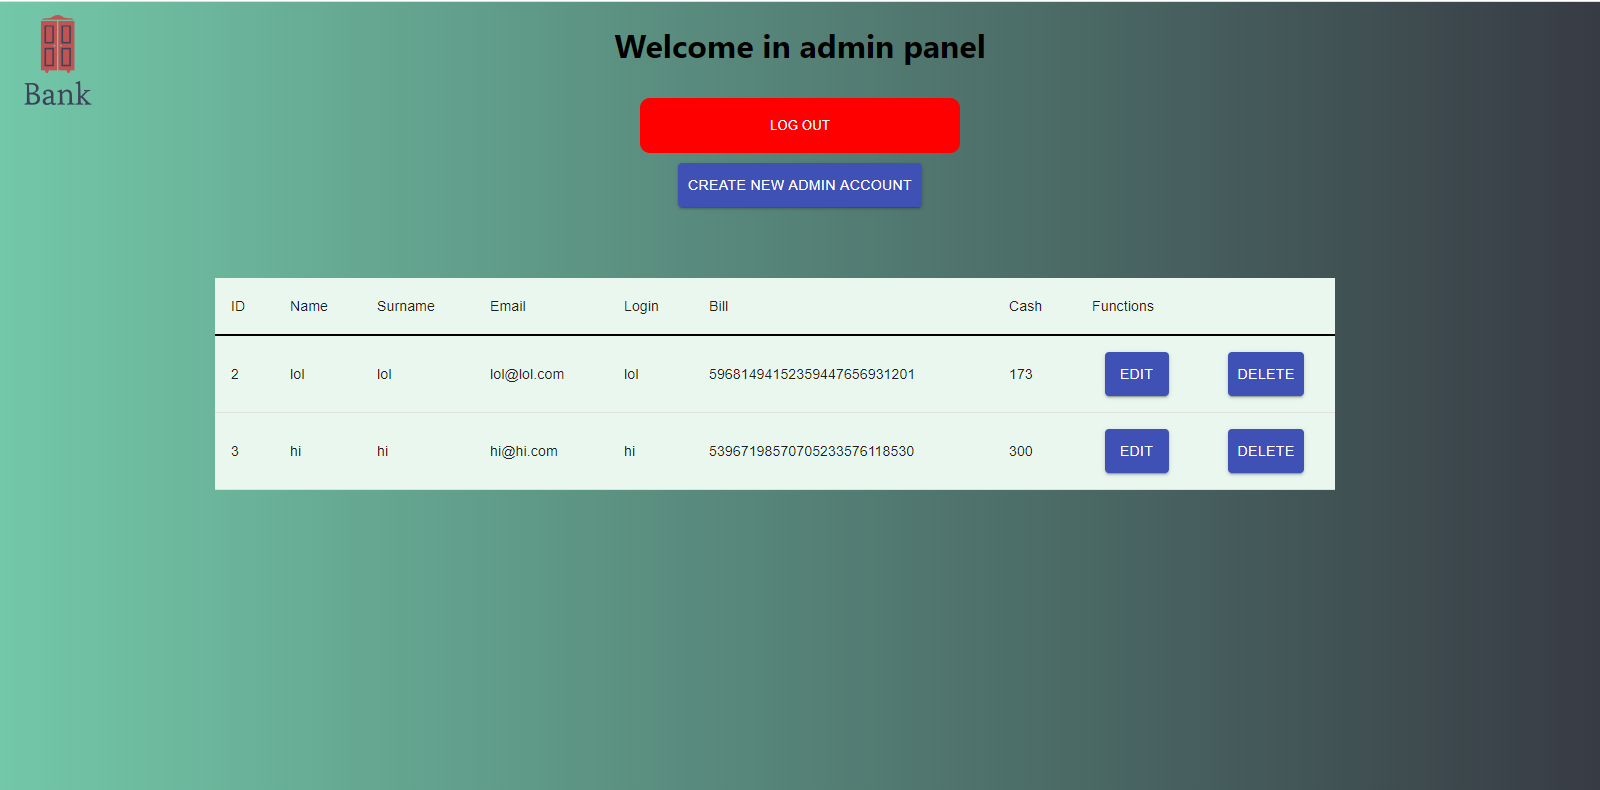 Bank
Welcome in admin panel
LOG OUT
CREATE NEW ADMIN ACCOUNT
ID Name Surname Email Login Bill Cash Functions
2 lol lol lol@lol.com lol 59681494152359447656931201 173 EDIT DELETE
3 hi hi hi@hi.com hi 53967198570705233576118530 300 EDIT DELETE